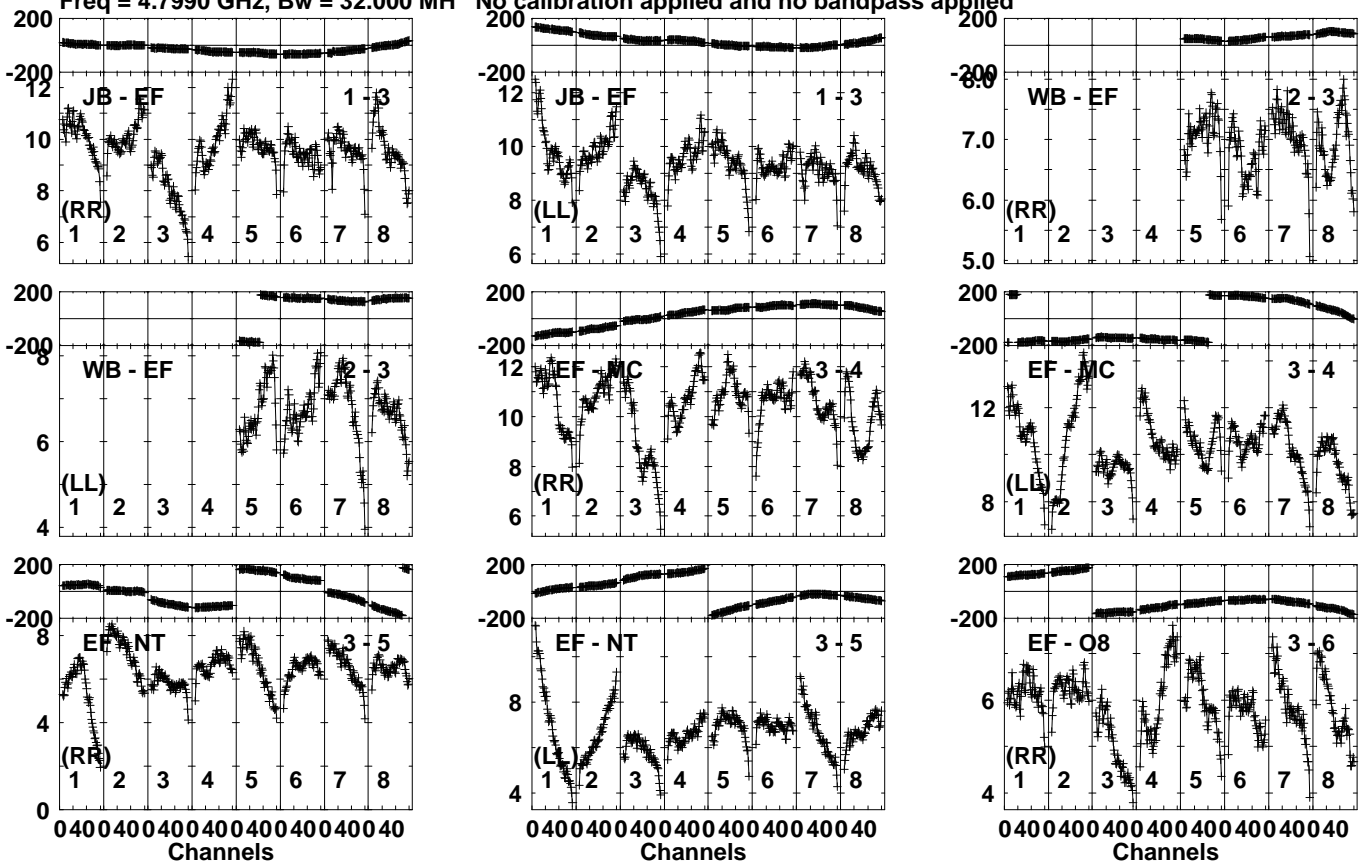 Freq = 4.7990 GHz, Bw = 32.000 MH No calibration applied and no bandpass applied
200
-200
12
10
8
6
JB - EF 1 - 3
(RR)
1 2 3 4 5 6 7 8
200
-200
12
10
8
6
JB - EF 1 - 3
(LL)
1 2 3 4 5 6 7 8
200
-200
8.0
7.0
6.0
5.0
WB - EF 2 - 3
(RR)
1 2 3 4 5 6 7 8
200
-200
8
6
4
WB - EF 2 - 3
(LL)
1 2 3 4 5 6 7 8
200
-200
12
10
8
6
EF - MC 3 - 4
(RR)
1 2 3 4 5 6 7 8
200
-200
12
8
EF - MC 3 - 4
(LL)
1 2 3 4 5 6 7 8
200
-200
8
4
0
EF - NT 3 - 5
(RR)
1 2 3 4 5 6 7 8
0 40 0 40 0 40 0 40 0 40 0 40 0 40 0 40
Channels
200
-200
8
4
EF - NT 3 - 5
(LL)
1 2 3 4 5 6 7 8
0 40 0 40 0 40 0 40 0 40 0 40 0 40 0 40
Channels
200
-200
6
4
EF - O8 3 - 6
(RR)
1 2 3 4 5 6 7 8
0 40 0 40 0 40 0 40 0 40 0 40 0 40 0 40
Channels